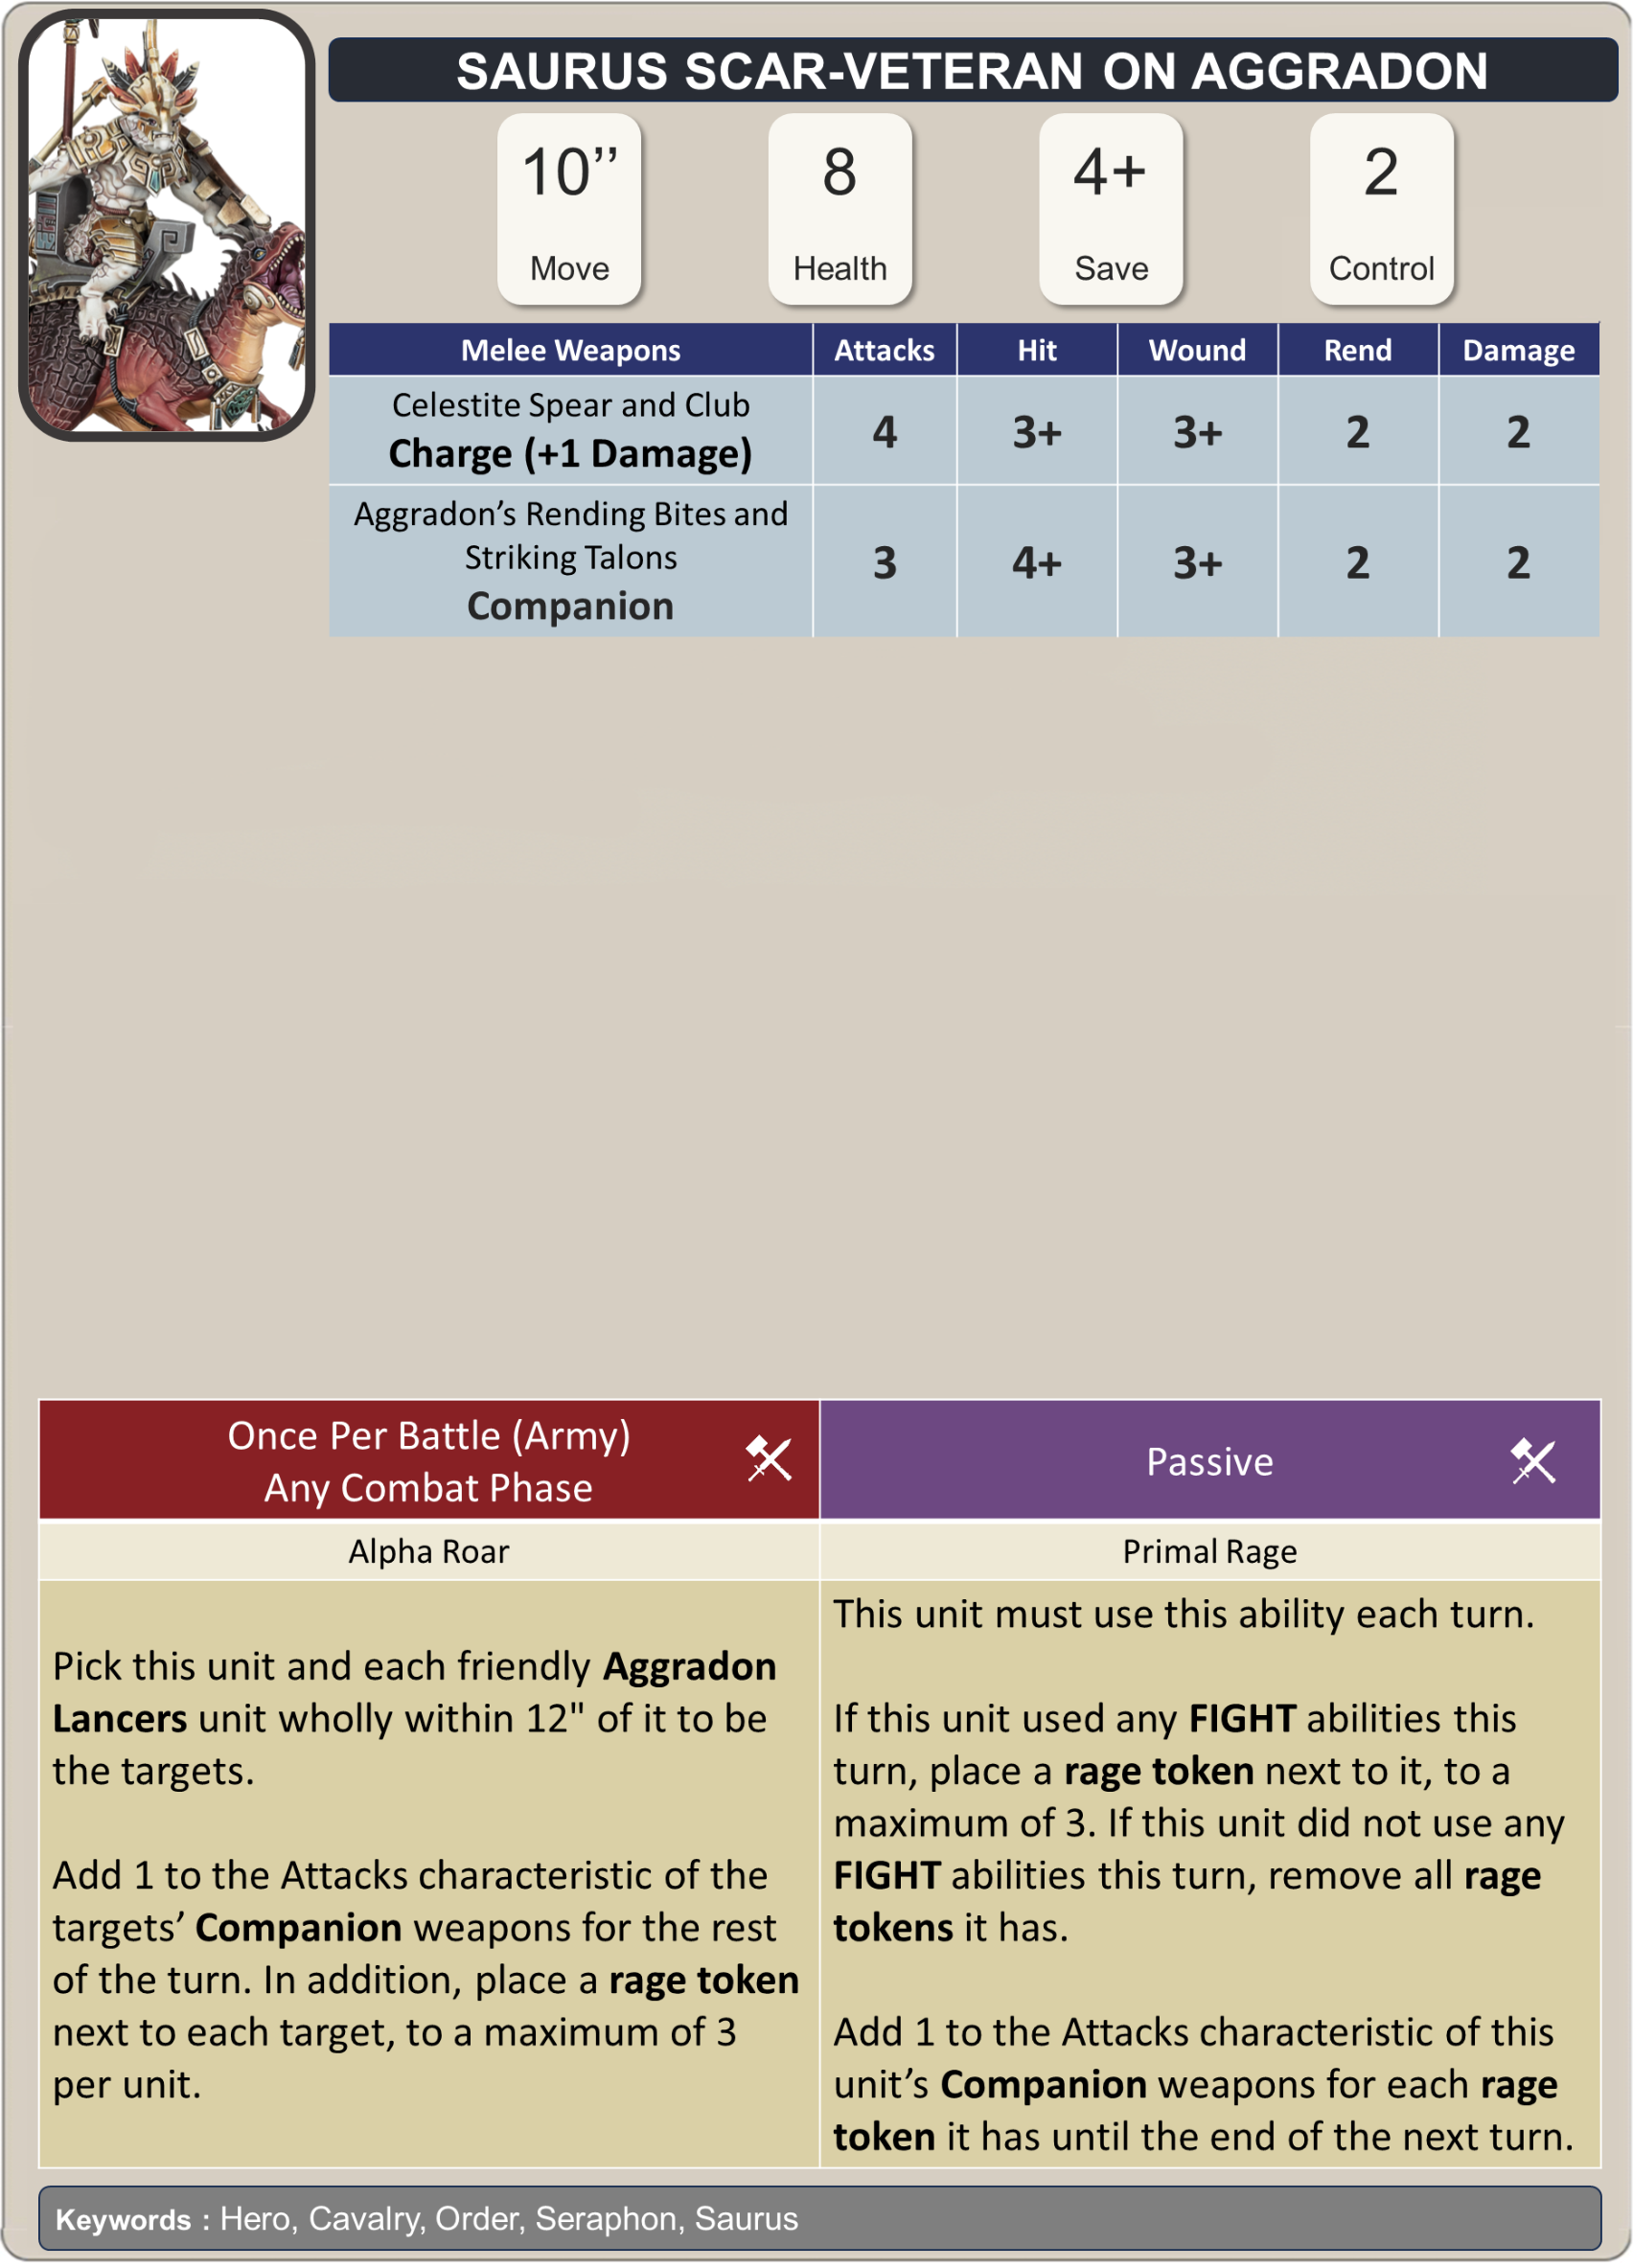 SAURUS SCAR-VETERAN ON AGGRADON
10’’
Move
8
Health
4+
Save
2
Control
Melee Weapons Attacks Hit Wound Rend Damage
Celestite Spear and Club
Charge (+1 Damage)
4 3+ 3+ 2 2
Aggradon’s Rending Bites and
Striking Talons
Companion
3 4+ 3+ 2 2
Once Per Battle (Army)
Any Combat Phase
Alpha Roar
Pick this unit and each friendly Aggradon
Lancers unit wholly within 12" of it to be
the targets.
Add 1 to the Attacks characteristic of the
targets’ Companion weapons for the rest
of the turn. In addition, place a rage token
next to each target, to a maximum of 3
per unit.
Passive
Primal Rage
This unit must use this ability each turn.
If this unit used any FIGHT abilities this
turn, place a rage token next to it, to a
maximum of 3. If this unit did not use any
FIGHT abilities this turn, remove all rage
tokens it has.
Add 1 to the Attacks characteristic of this
unit’s Companion weapons for each rage
token it has until the end of the next turn.
Keywords : Hero, Cavalry, Order, Seraphon, Saurus